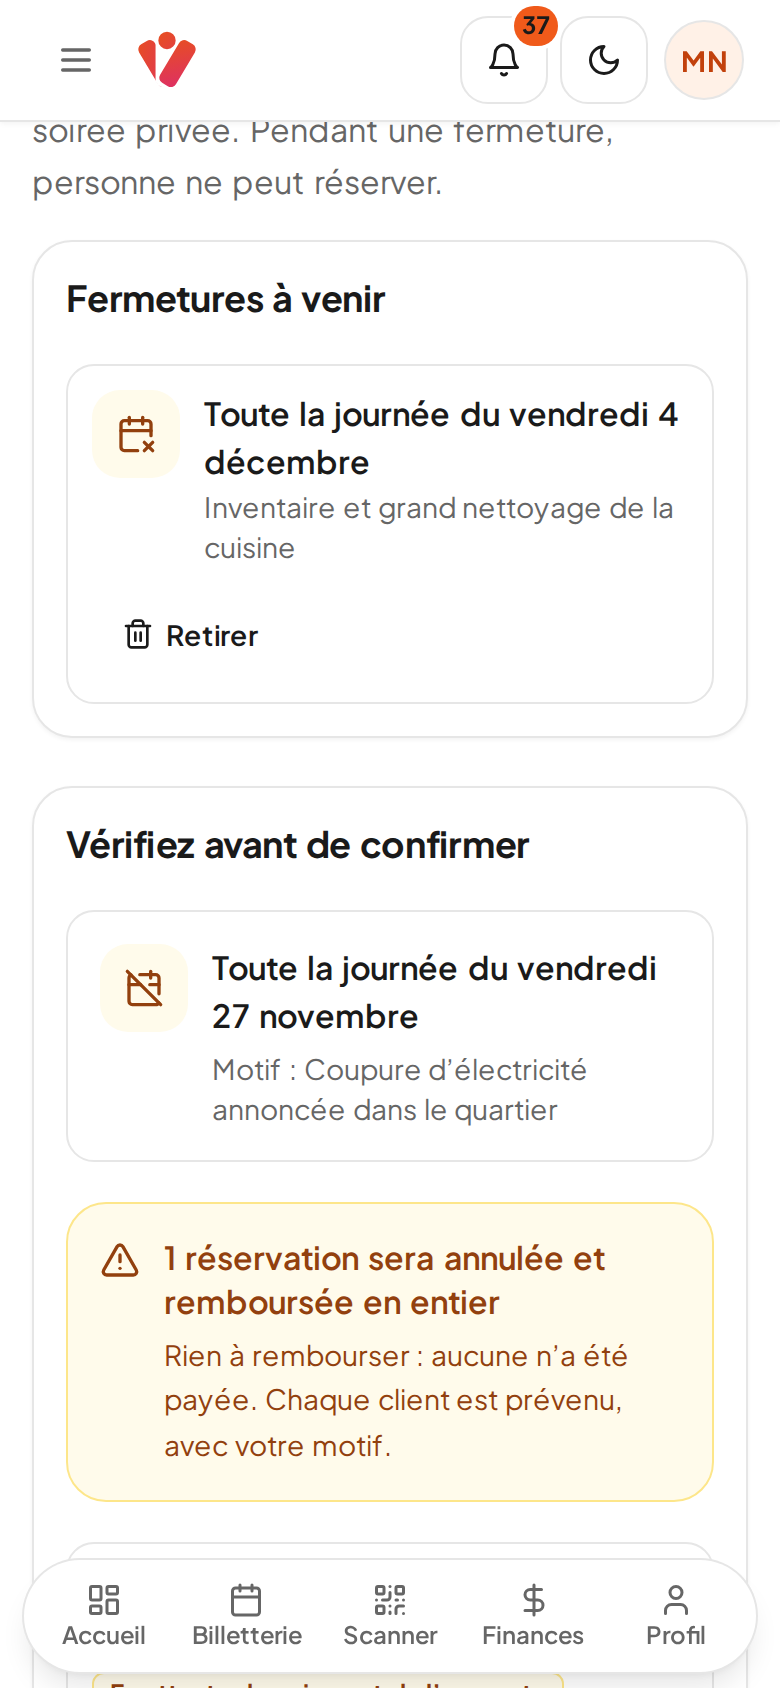 37
MN
soirée privée. Pendant une fermeture,
personne ne peut réserver.
Fermetures à venir
Toute la journée du vendredi 4
décembre
Inventaire et grand nettoyage de la
cuisine
Retirer
Vérifiez avant de confirmer
Toute la journée du vendredi
27 novembre
Motif : Coupure d’électricité
annoncée dans le quartier
1 réservation sera annulée et
remboursée en entier
Rien à rembourser : aucune n’a été
payée. Chaque client est prévenu,
avec votre motif.
Accueil
Billetterie
Scanner
Finances
Profil